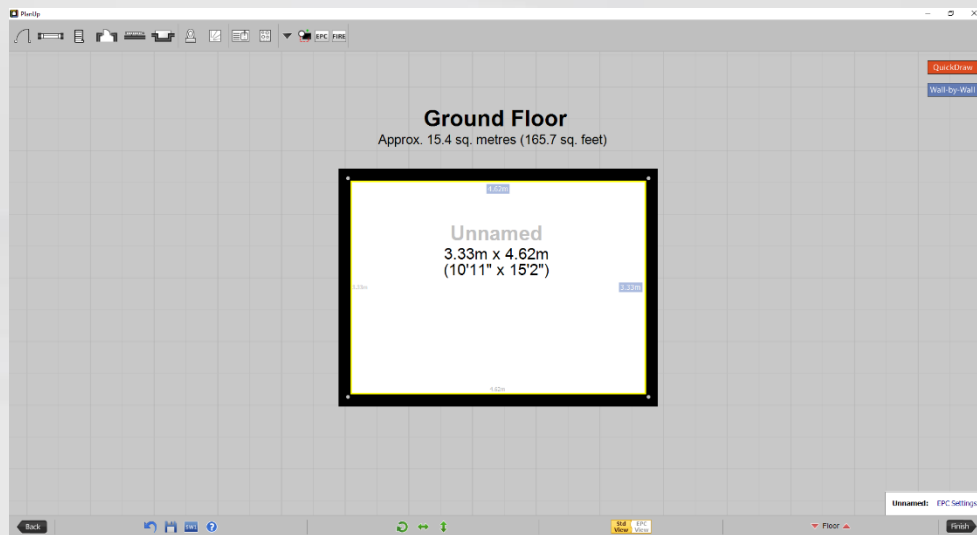 PlanUp
EPC FIRE
QuickDraw
Wall-by-Wall
Ground Floor
Approx. 15.4 sq. metres (165.7 sq. feet)
4.62m
Unnamed
3.33m x 4.62m
(10'11" x 15'2")
3.33m
4.62m
Unnamed: EPC Settings
Back
Std View
EPC View
Floor
Finish